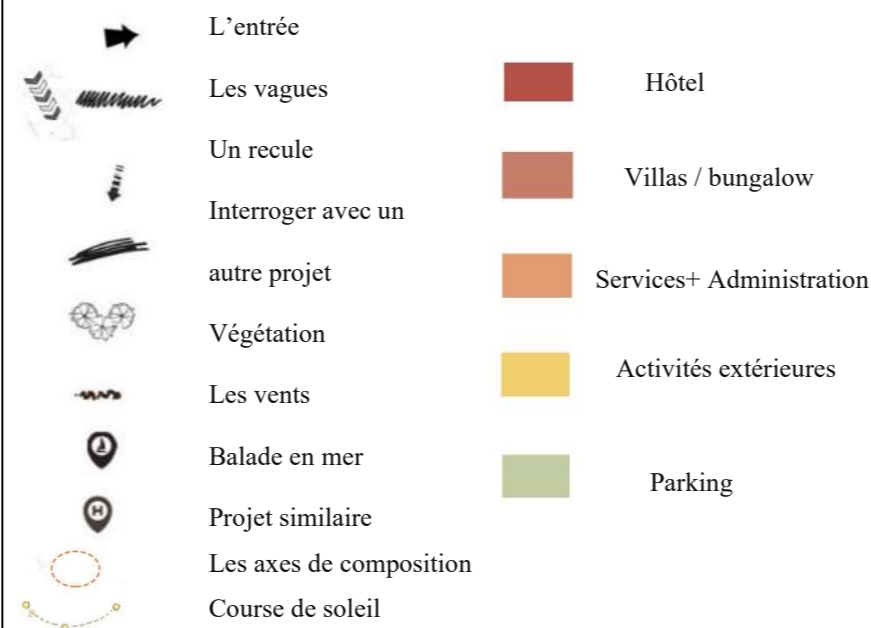 L’entrée
Les vagues
Un recule
Interroger avec un
autre projet
Végétation
Les vents
Balade en mer
H
Projet similaire
Les axes de composition
Course de soleil
Hôtel
Villas / bungalow
Services+ Administration
Activités extérieures
Parking